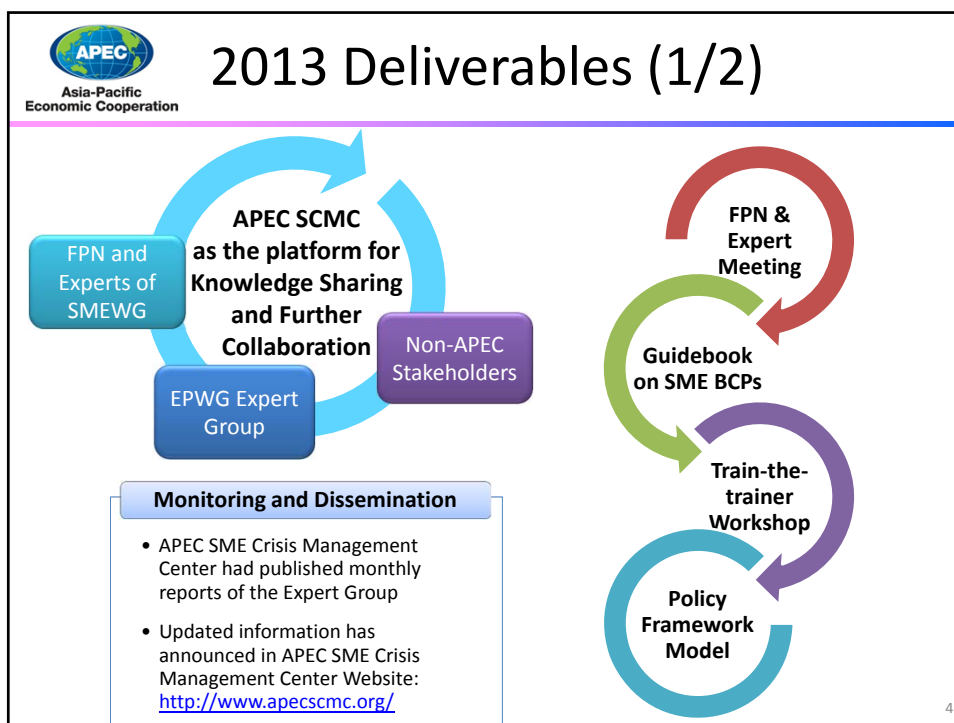 APEC
Asia-Pacific
Economic Cooperation
2013 Deliverables (1/2)
APEC SCMC
as the platform for
Knowledge Sharing
and Further
Collaboration
FPN and
Experts of
SMEWG
EPWG Expert
Group
Non-APEC
Stakeholders
Monitoring and Dissemination
• APEC SME Crisis Management
Center had published monthly
reports of the Expert Group
• Updated information has
announced in APEC SME Crisis
Management Center Website:
http://www.apecscmc.org/
FPN &
Expert
Meeting
Guidebook
on SME BCPs
Train-the-
trainer
Workshop
Policy
Framework
Model
4